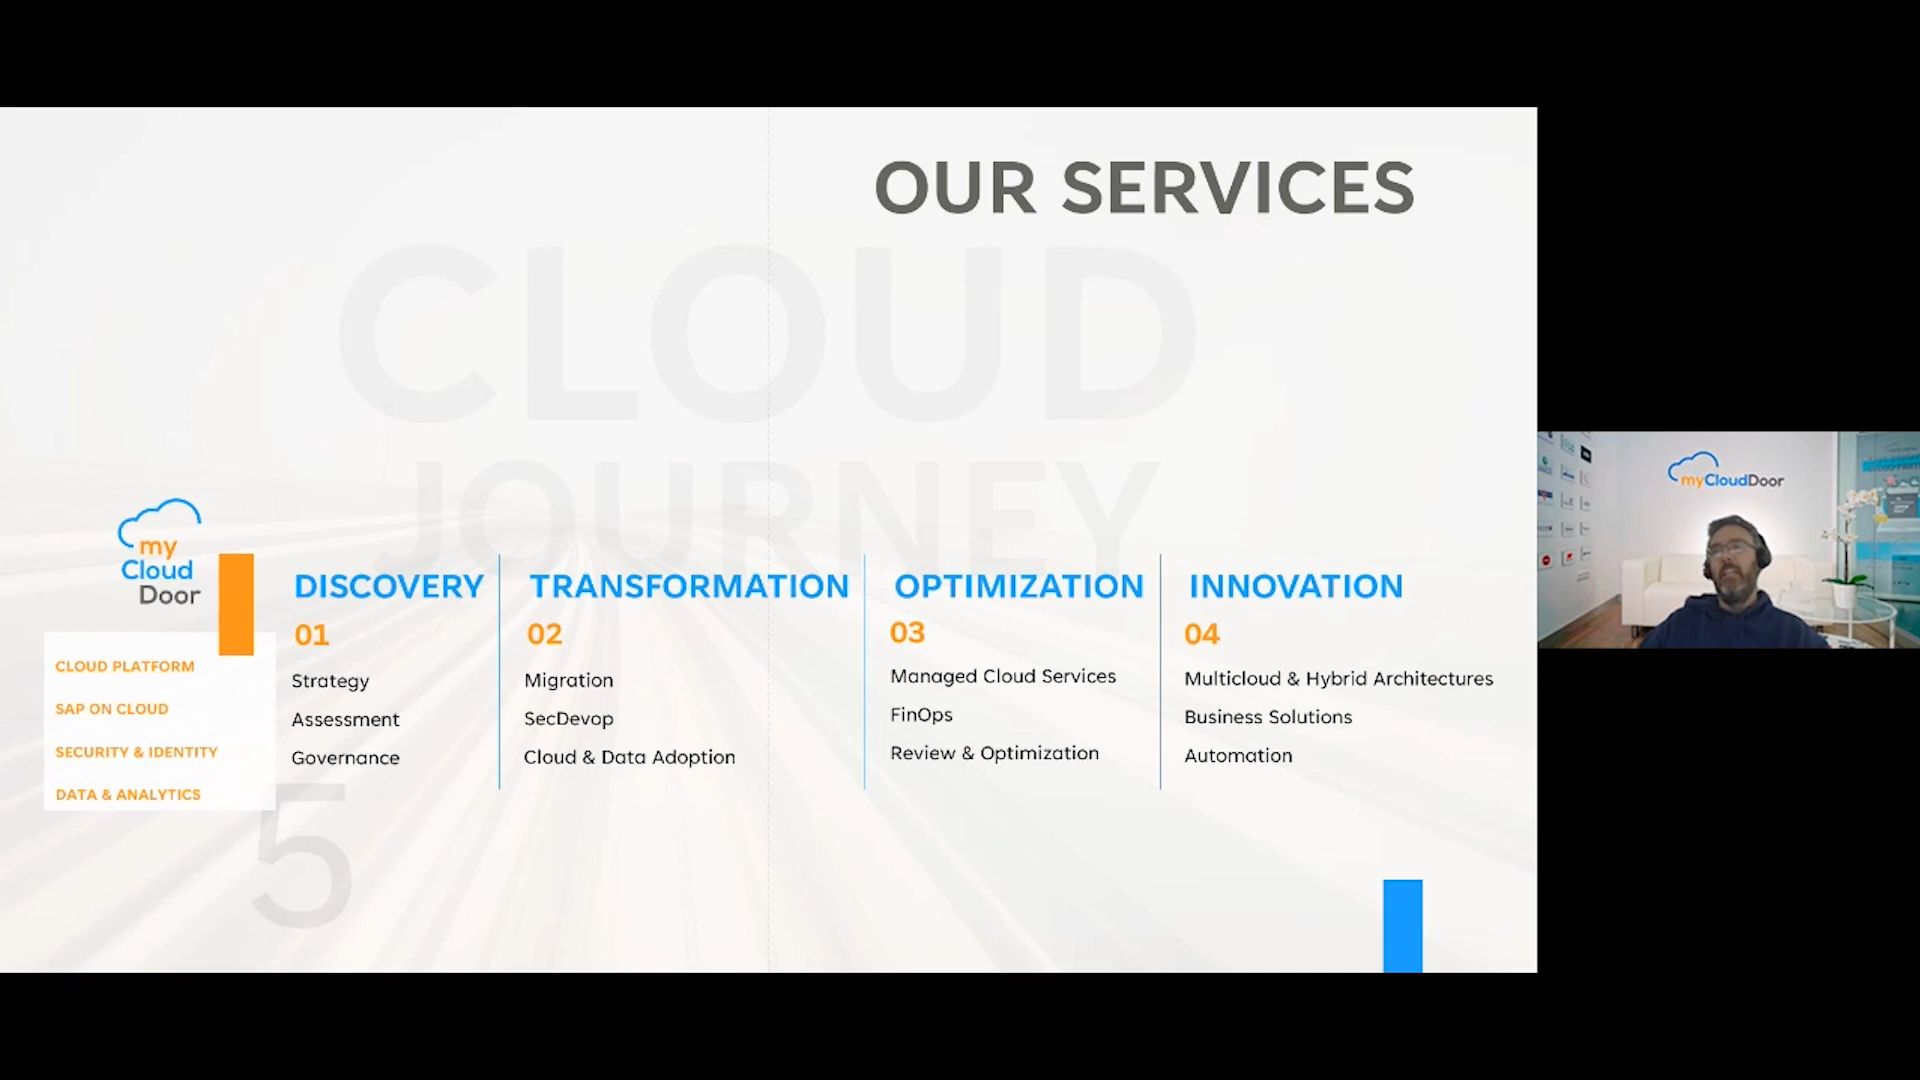 OUR SERVICES
CLOUD
JOURNEY
my
Cloud
Door
CLOUD PLATFORM
SAP ON CLOUD
SECURITY & IDENTITY
DATA & ANALYTICS
DISCOVERY
01
Strategy
Assessment
Governance
TRANSFORMATION
02
Migration
SecDevop
Cloud & Data Adoption
OPTIMIZATION
03
Managed Cloud Services
FinOps
Review & Optimization
INNOVATION
04
Multicloud & Hybrid Architectures
Business Solutions
Automation
5
myCloudDoor